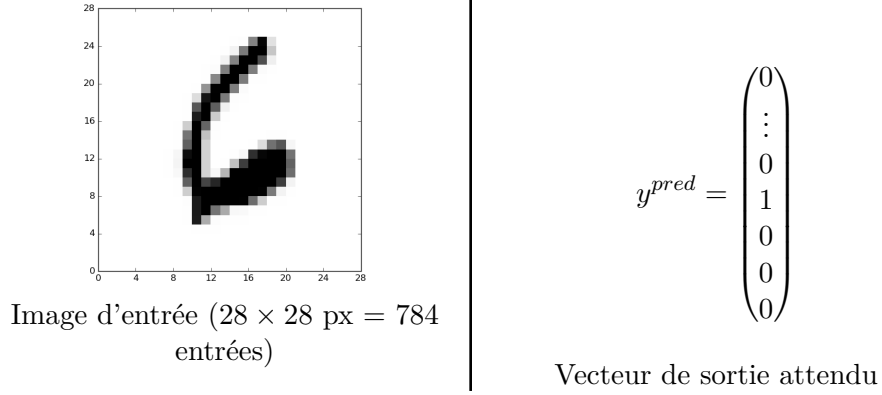 28
24
20
16
12
8
4
0
0 4 8 12 16 20 24 28
Image d'entrée (28 × 28 px = 784
entrées)
0
⋮
0
y^{pred} = 1
0
0
0
Vecteur de sortie attendu